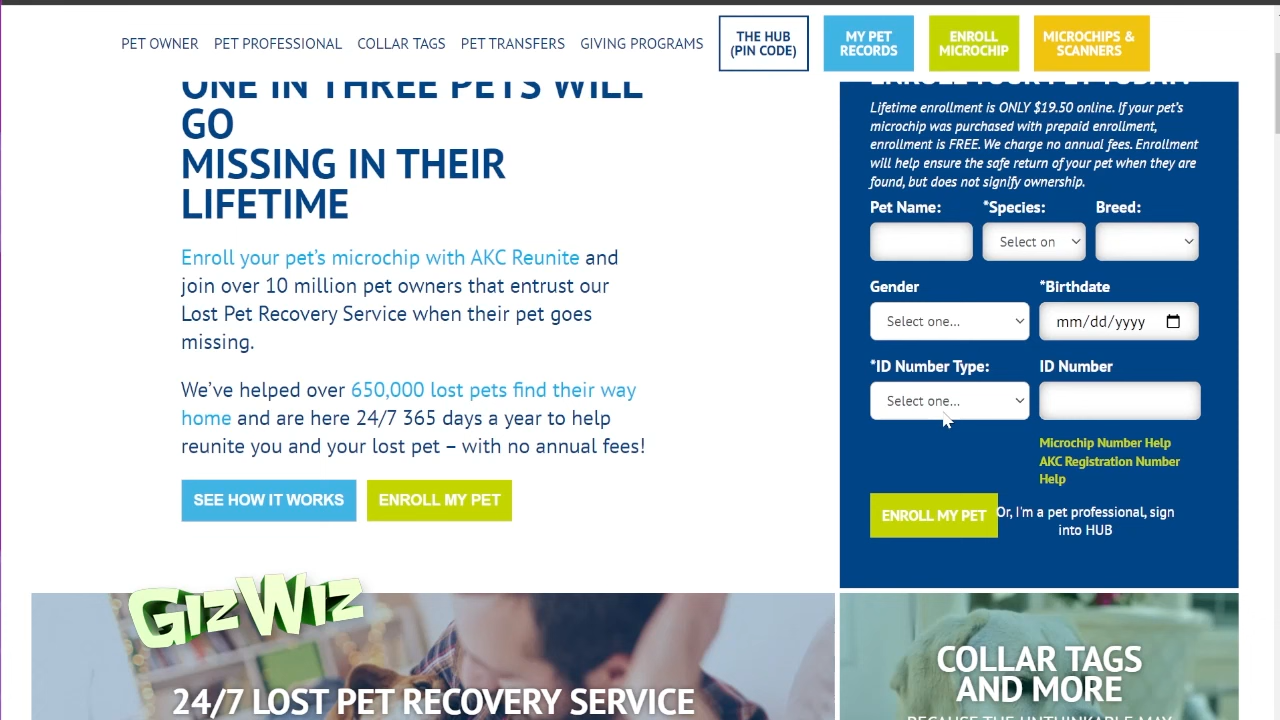 PET OWNER
PET PROFESSIONAL
COLLAR TAGS
PET TRANSFERS
GIVING PROGRAMS
THE HUB
(PIN CODE)
MY PET
RECORDS
ENROLL
MICROCHIP
MICROCHIPS &
SCANNERS
ONE IN THREE PETS WILL
GO
MISSING IN THEIR
LIFETIME
Enroll your pet's microchip with AKC Reunite and
join over 10 million pet owners that entrust our
Lost Pet Recovery Service when their pet goes
missing.
We've helped over 650,000 lost pets find their way
home and are here 24/7 365 days a year to help
reunite you and your lost pet – with no annual fees!
SEE HOW IT WORKS
ENROLL MY PET
ENROLL YOUR PET TODAY
Lifetime enrollment is ONLY $19.50 online. If your pet's
microchip was purchased with prepaid enrollment,
enrollment is FREE. We charge no annual fees. Enrollment
will help ensure the safe return of your pet when they are
found, but does not signify ownership.
Pet Name: *Species: Breed:
Select on
Gender *Birthdate
Select one... mm/dd/yyyy
*ID Number Type: ID Number
Select one...
Microchip Number Help
AKC Registration Number
Help
ENROLL MY PET
Or, I'm a pet professional, sign
into HUB
GizWiz
24/7 LOST PET RECOVERY SERVICE
COLLAR TAGS
AND MORE
BECAUSE THE UNTHINKABLE MAY